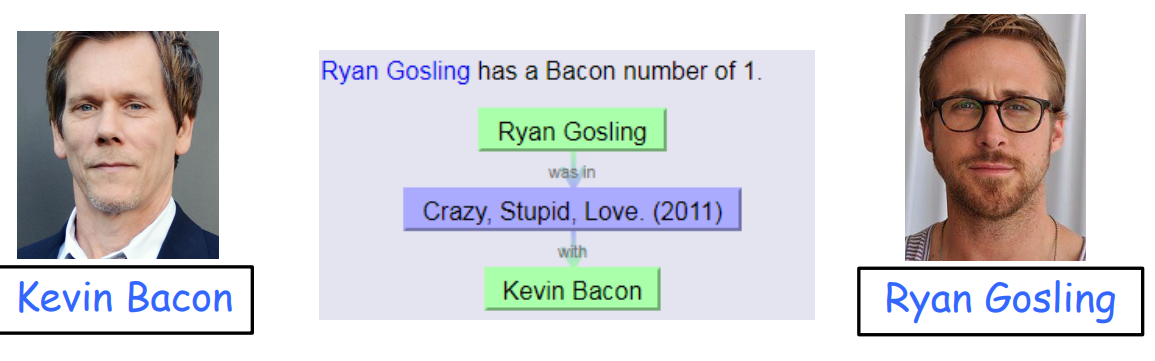 Ryan Gosling has a Bacon number of 1.
Ryan Gosling
was in
Crazy, Stupid, Love. (2011)
with
Kevin Bacon
Kevin Bacon
Ryan Gosling